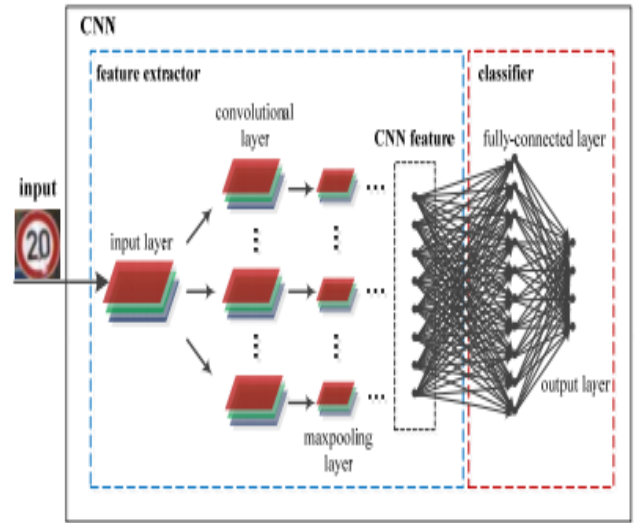 CNN
feature extractor
classifier
convolutional
layer
CNN feature
fully-connected layer
input
20
input layer
output layer
maxpooling
layer